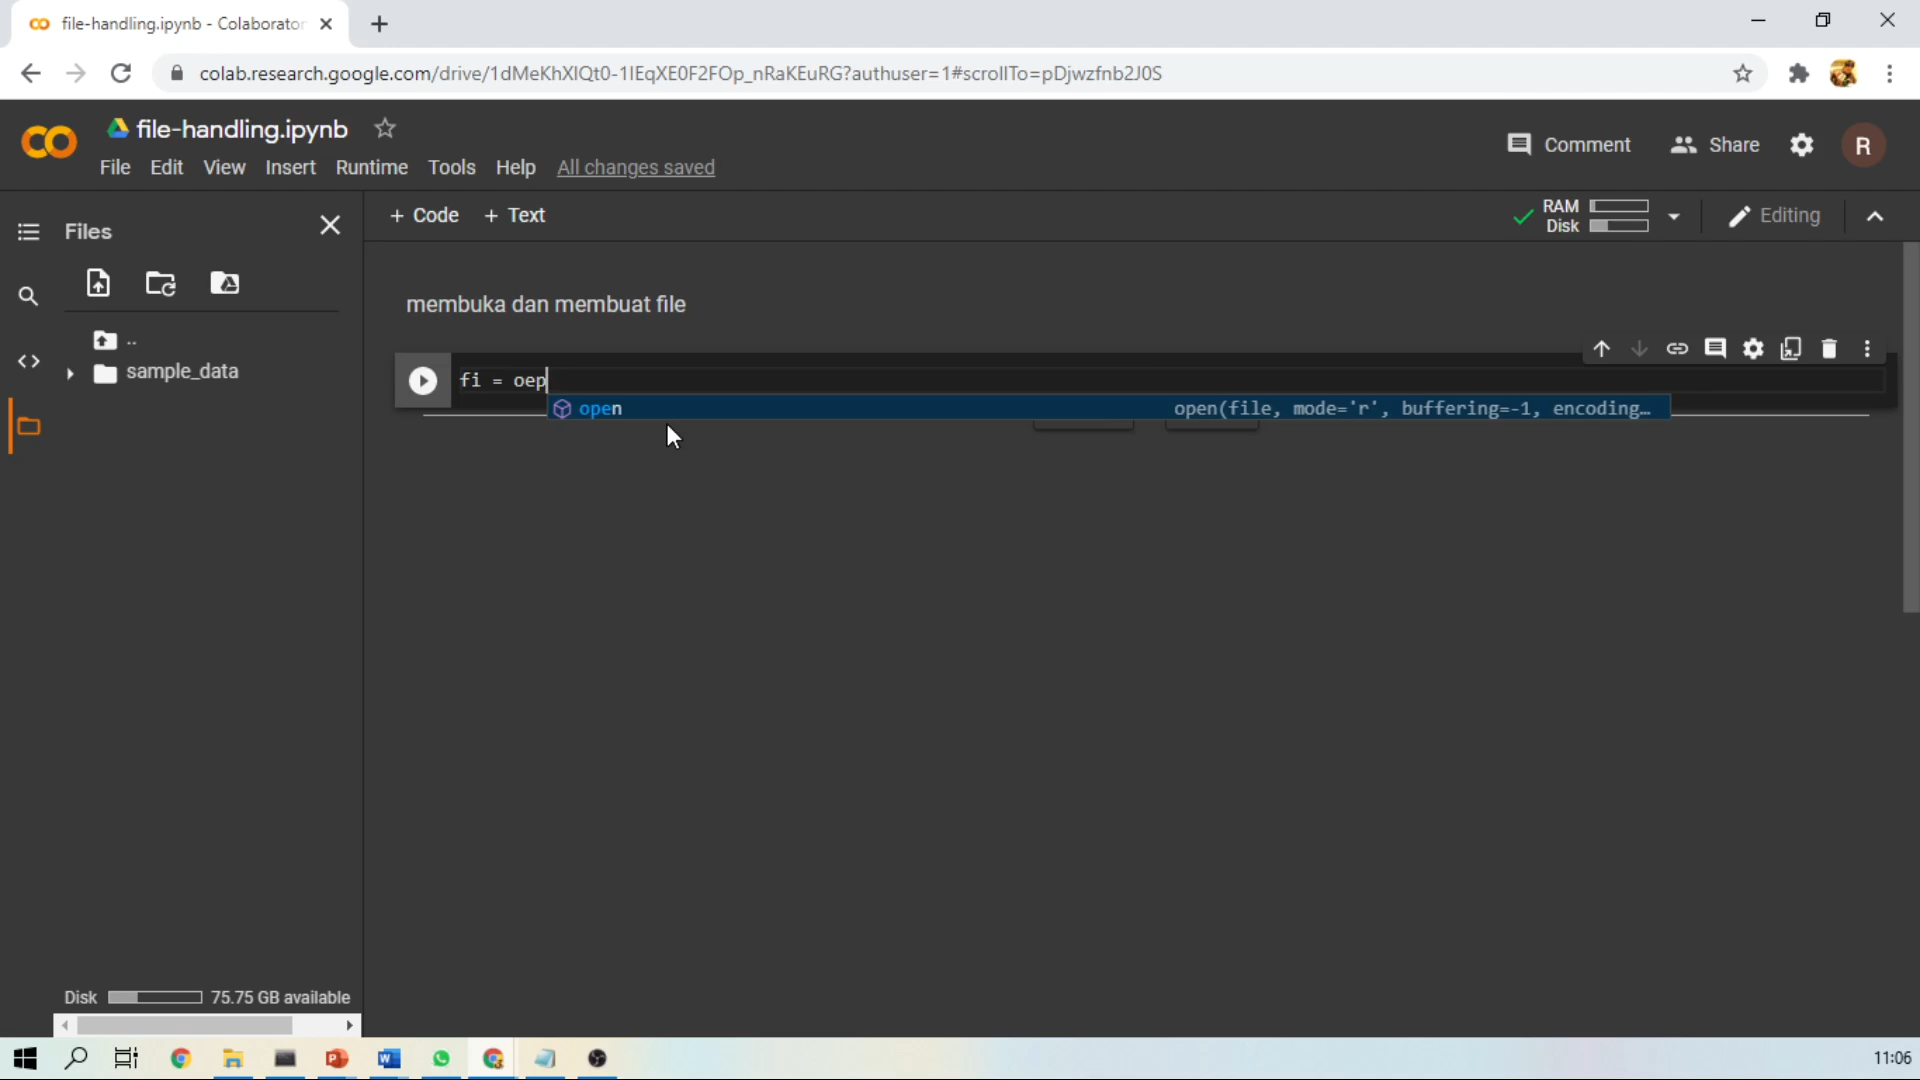 file-handling.ipynb - Colaborator
colab.research.google.com/drive/1dMeKhXlQt0-1lEqXE0F2FOp_nRaKEuRG?authuser=1#scrollTo=pDjwzfnb2J0S
file-handling.ipynb
Comment
Share
R
File Edit View Insert Runtime Tools Help All changes saved
Files
+ Code + Text
RAM
Disk
Editing
membuka dan membuat file
..
sample_data
fi = oep
open open(file, mode='r', buffering=-1, encoding…
Disk 75.75 GB available
11:06